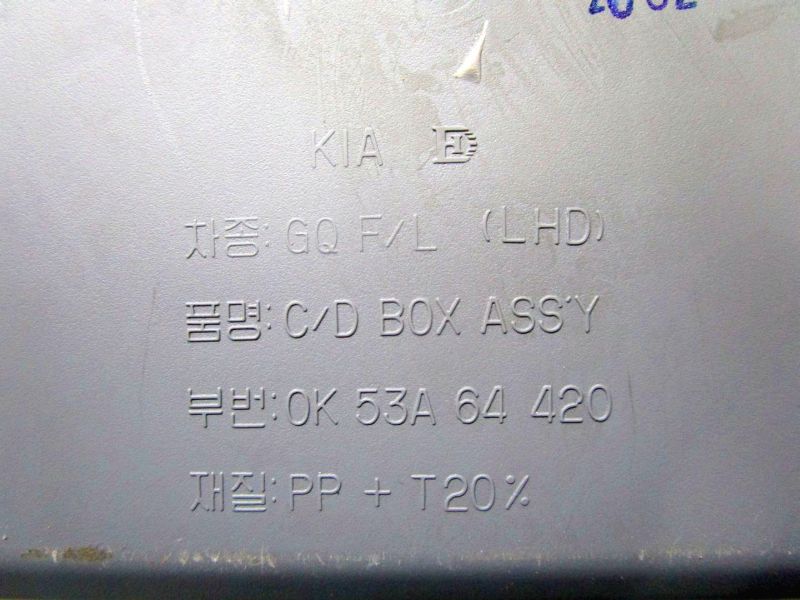 KIA
차종: GQ F/L (LHD)
품명: C/D BOX ASS'Y
부번: 0K 53A 64 420
재질: PP + T20%